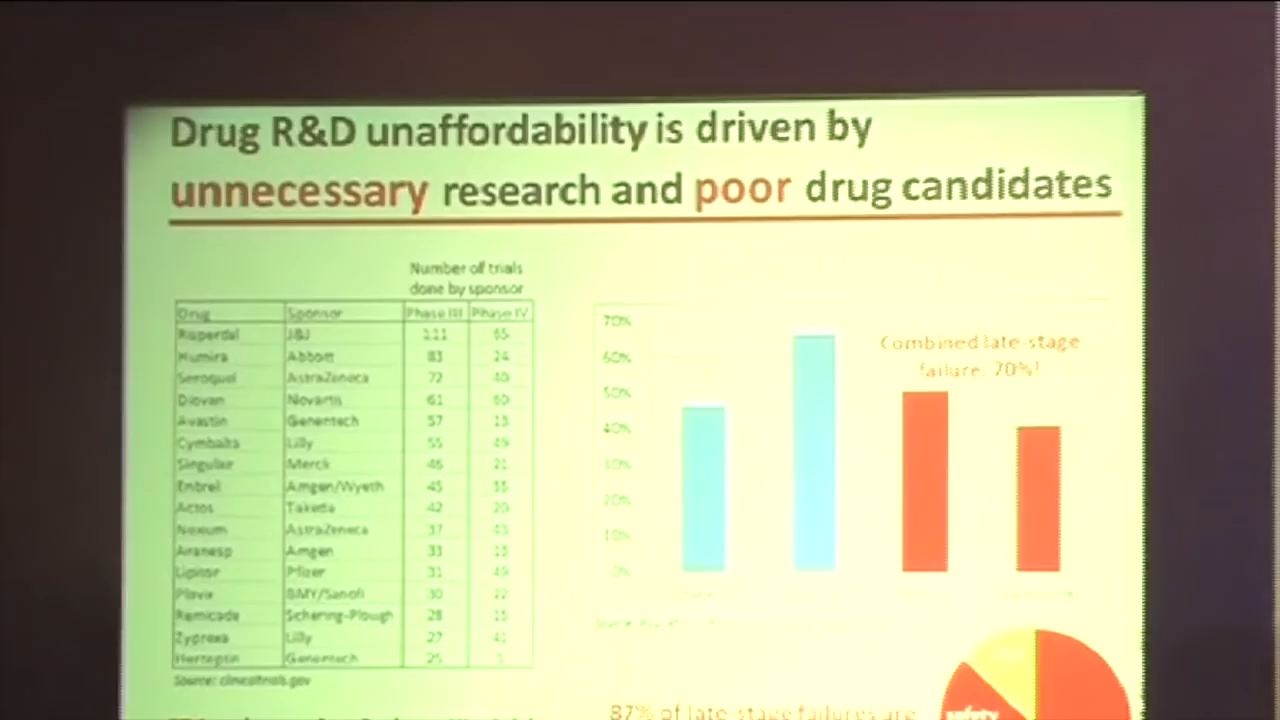 Drug R&D unaffordability is driven by
unnecessary research and poor drug candidates
Number of trials
done by sponsor
Drug Sponsor Phase III Phase IV
Risperdal J&J 111 65
Humira Abbott 83 24
Seroquel AstraZeneca 72 40
Diovan Novartis 61 60
Avastin Genentech 57 13
Cymbalta Lilly 55 49
Singulair Merck 46 21
Enbrel Amgen/Wyeth 45
Actos Takeda 42 20
Nexium AstraZeneca 37 43
Aranesp Amgen 33 13
Lipitor Pfizer 31 49
Plavix BMY/Sanofi 30 22
Remicade Schering-Plough 28 15
Zyprexa Lilly 27 41
Herceptin Genentech 25
Source: clinicaltrials.gov
70%
60%
50%
40%
30%
20%
10%
0%
Combined late stage
failure: 70%!
87% of late stage failures are
safety